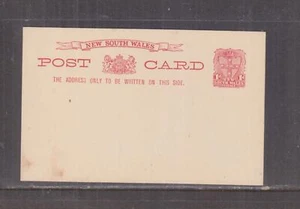 NEW SOUTH WALES
POST CARD
THE ADDRESS ONLY TO BE WRITTEN ON THIS SIDE.